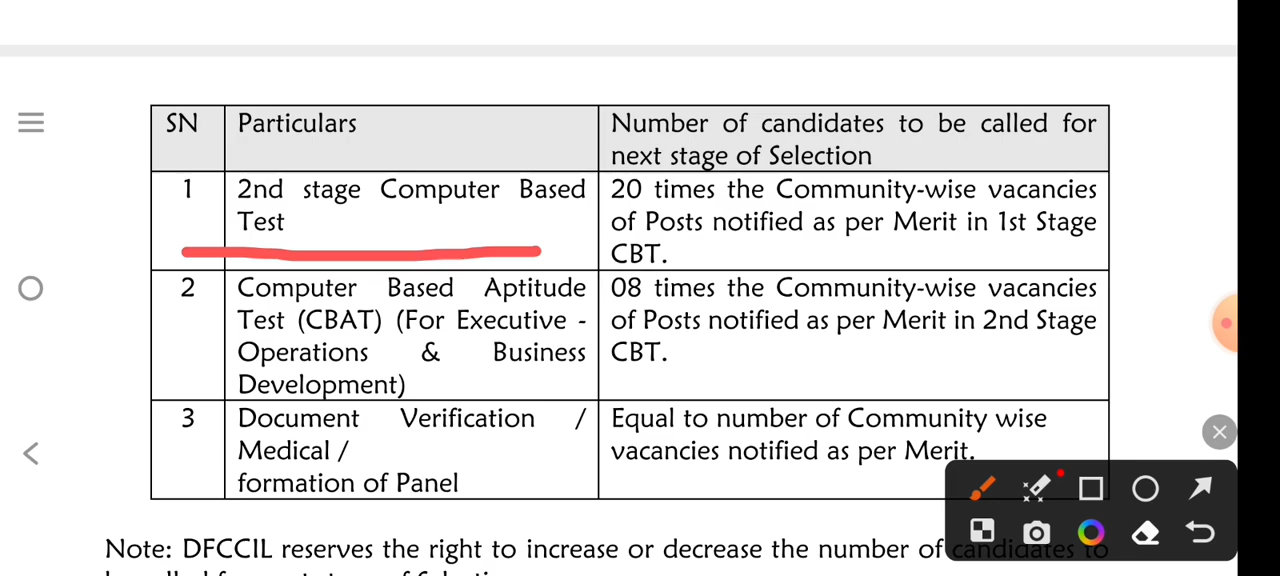 SN Particulars Number of candidates to be called for
next stage of Selection
1 2nd stage Computer Based 20 times the Community-wise vacancies
Test of Posts notified as per Merit in 1st Stage
CBT.
2 Computer Based Aptitude 08 times the Community-wise vacancies
Test (CBAT) (For Executive - of Posts notified as per Merit in 2nd Stage
Operations & Business CBT.
Development)
3 Document Verification / Equal to number of Community wise
Medical / vacancies notified as per Merit.
formation of Panel
Note: DFCCIL reserves the right to increase or decrease the number of candidates to